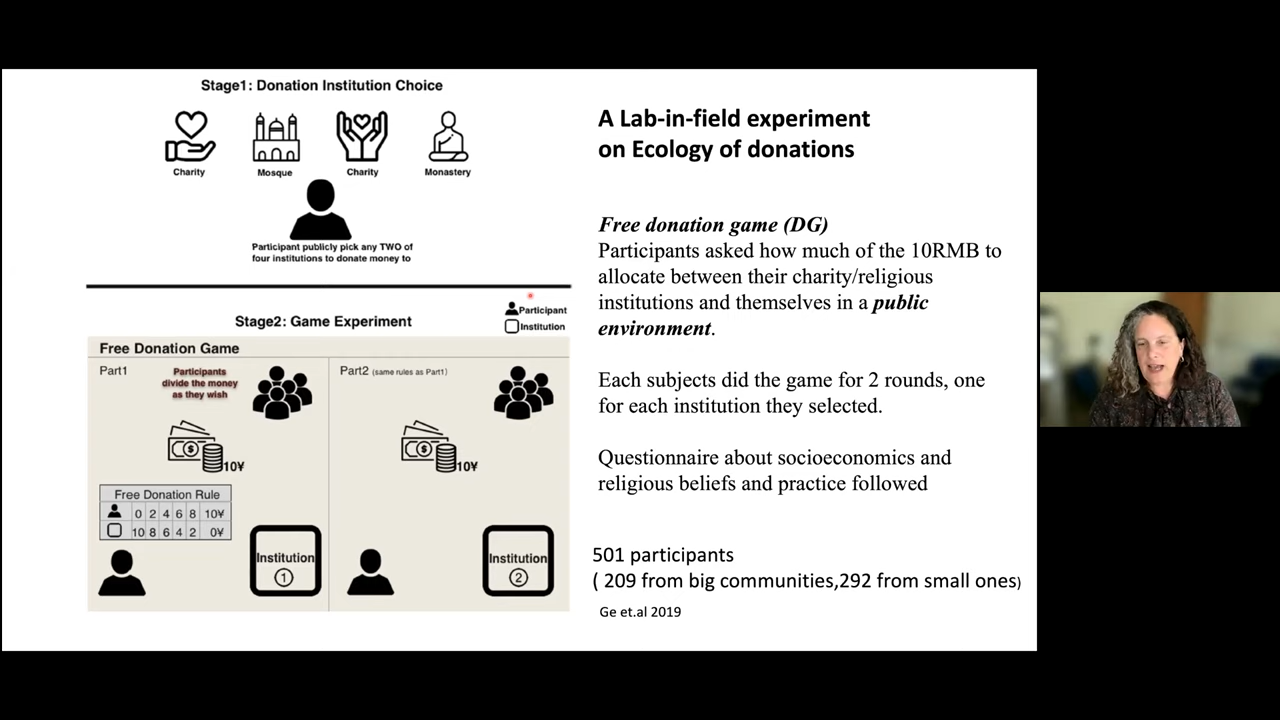 Stage1: Donation Institution Choice
Charity
Mosque
Charity
Monastery
Participant publicly pick any TWO of
four institutions to donate money to
Participant
Institution
Stage2: Game Experiment
Free Donation Game
Part1
Participants
divide the money
as they wish
10¥
Free Donation Rule
0 2 4 6 8 10¥
10 8 6 4 2 0¥
Institution
1
Part2 (same rules as Part1)
10¥
Institution
2
A Lab-in-field experiment
on Ecology of donations
Free donation game (DG)
Participants asked how much of the 10RMB to
allocate between their charity/religious
institutions and themselves in a public
environment.
Each subjects did the game for 2 rounds, one
for each institution they selected.
Questionnaire about socioeconomics and
religious beliefs and practice followed
501 participants
( 209 from big communities,292 from small ones)
Ge et.al 2019